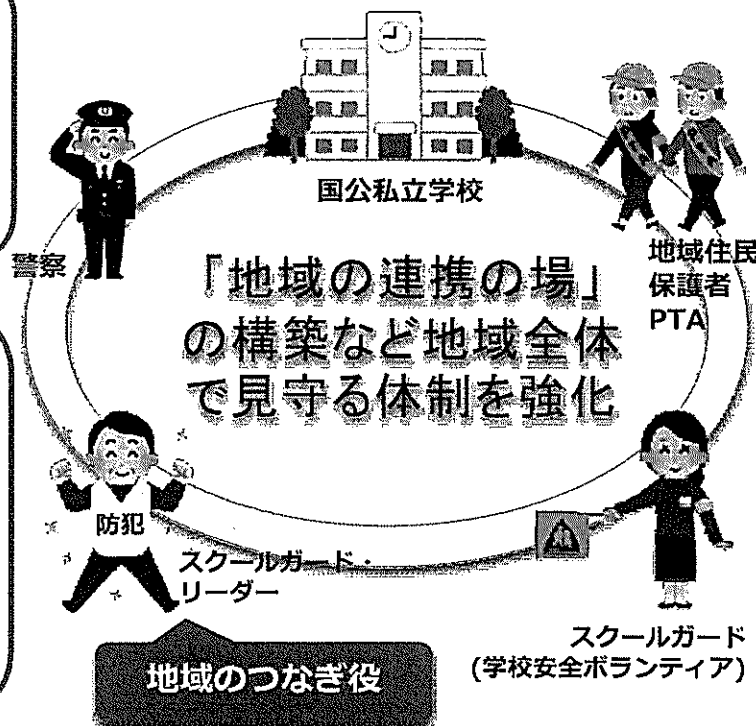 国公私立学校
警察
地域住民
保護者
PTA
「地域の連携の場」
の構築など地域全体
で見守る体制を強化
防犯
スクールガード・
リーダー
地域のつなぎ役
スクールガード
(学校安全ボランティア)